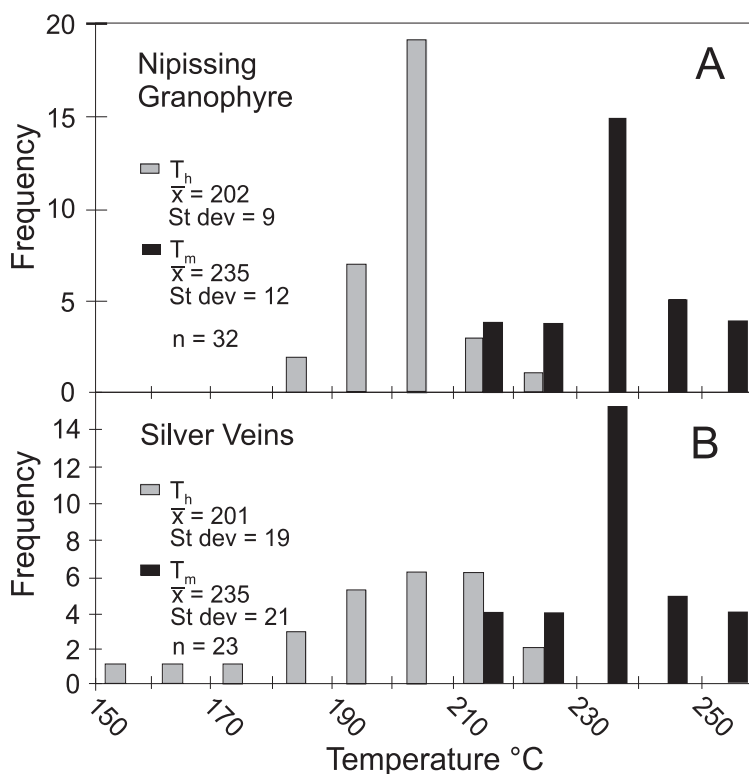 20
15
10
5
0
Frequency
Nipissing
Granophyre
A
Tₕ
x̅ = 202
St dev = 9
Tₘ
x̅ = 235
St dev = 12
n = 32
14
12
10
8
6
4
2
0
Frequency
Silver Veins
B
Tₕ
x̅ = 201
St dev = 19
Tₘ
x̅ = 235
St dev = 21
n = 23
150
170
190
210
230
250
Temperature °C